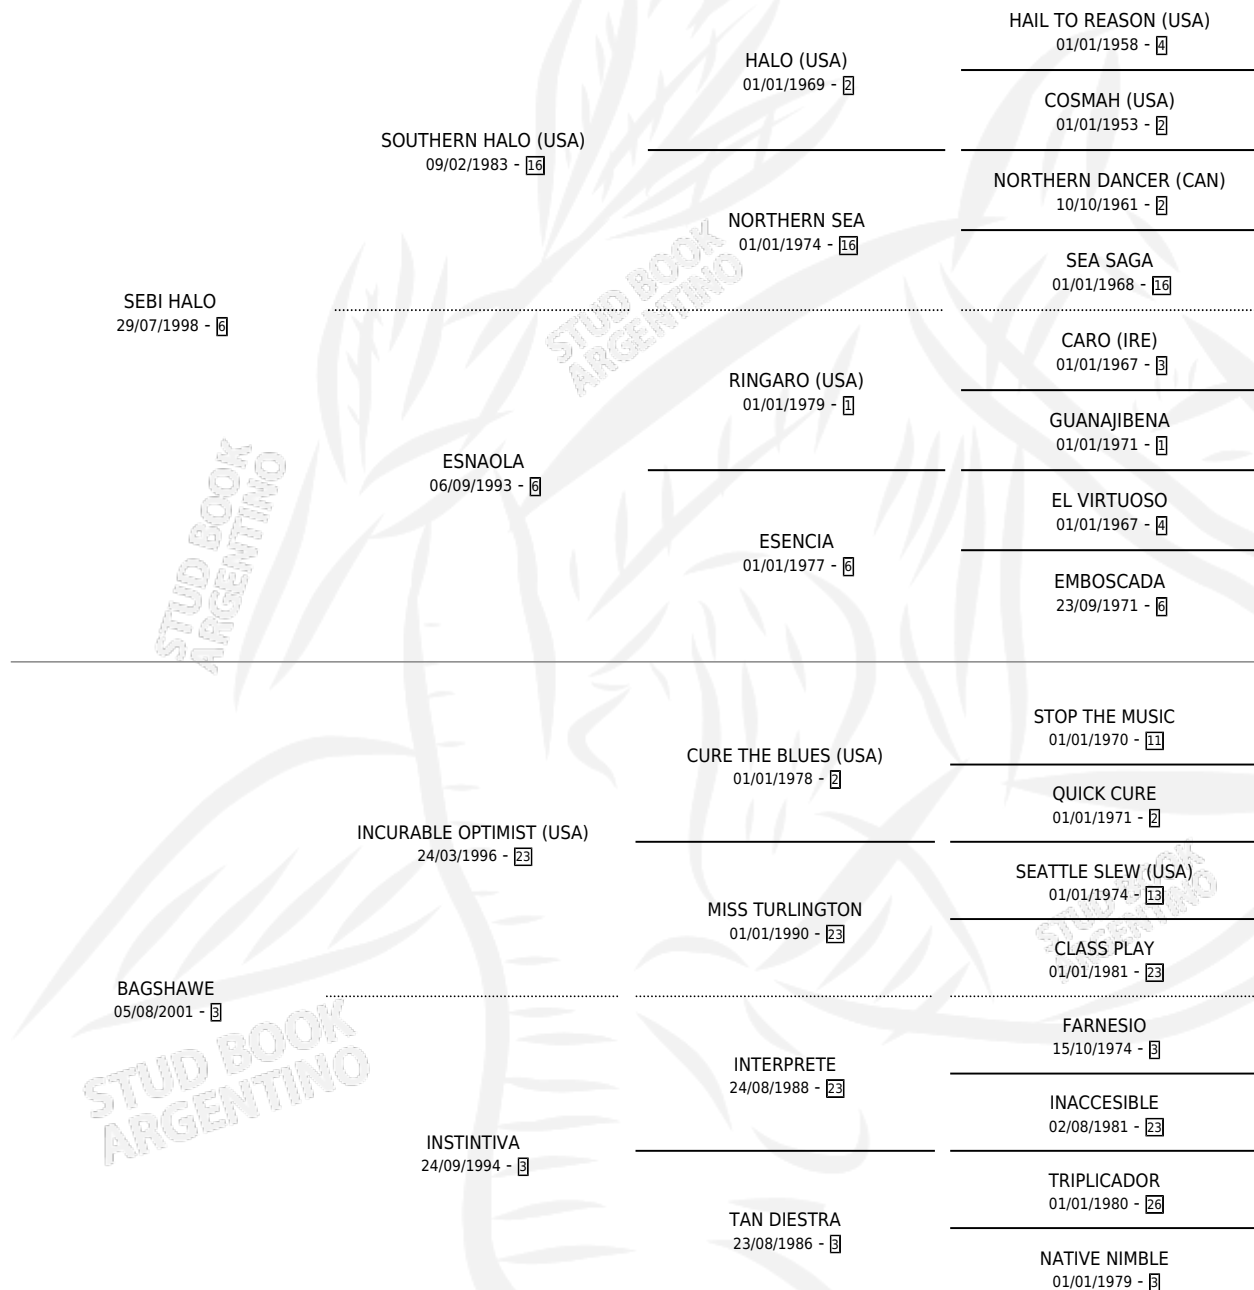 HAIL TO REASON (USA)
01/01/1958 - 4
HALO (USA)
01/01/1969 - 2
COSMAH (USA)
01/01/1953 - 2
SOUTHERN HALO (USA)
09/02/1983 - 16
NORTHERN DANCER (CAN)
10/10/1961 - 2
NORTHERN SEA
01/01/1974 - 16
SEA SAGA
01/01/1968 - 16
SEBI HALO
29/07/1998 - 6
STUD BOOK
ARGENTINO
CARO (IRE)
01/01/1967 - 3
RINGARO (USA)
01/01/1979 - 1
GUANAJIBENA
01/01/1971 - 1
ESNAOLA
06/09/1993 - 6
EL VIRTUOSO
01/01/1967 - 4
ESENCIA
01/01/1977 - 6
EMBOSCADA
23/09/1971 - 6
STUD BOOK
ARGENTINO
STOP THE MUSIC
01/01/1970 - 11
CURE THE BLUES (USA)
01/01/1978 - 2
QUICK CURE
01/01/1971 - 2
INCURABLE OPTIMIST (USA)
24/03/1996 - 23
SEATTLE SLEW (USA)
01/01/1974 - 13
MISS TURLINGTON
01/01/1990 - 23
STUD BOOK
ARGENTINO
CLASS PLAY
01/01/1981 - 23
BAGSHAWE
05/08/2001 - 3
STUD BOOK
ARGENTINO
FARNESIO
15/10/1974 - 3
INTERPRETE
24/08/1988 - 23
INACCESIBLE
02/08/1981 - 23
INSTINTIVA
24/09/1994 - 3
TRIPLICADOR
01/01/1980 - 26
TAN DIESTRA
23/08/1986 - 3
NATIVE NIMBLE
01/01/1979 - 3